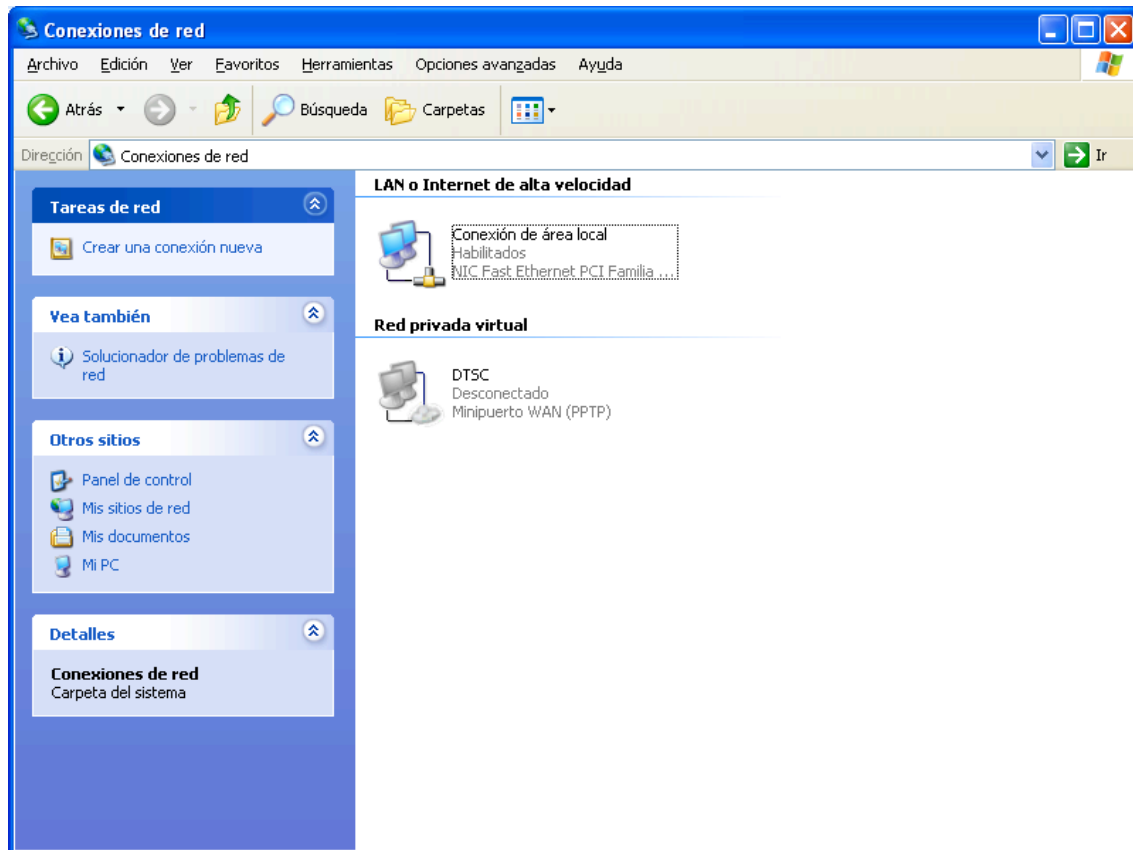 Conexiones de red
Archivo Edición Ver Favoritos Herramientas Opciones avanzadas Ayuda
Atrás Búsqueda Carpetas
Dirección Conexiones de red Ir
Tareas de red
Crear una conexión nueva
Vea también
Solucionador de problemas de
red
Otros sitios
Panel de control
Mis sitios de red
Mis documentos
Mi PC
Detalles
Conexiones de red
Carpeta del sistema
LAN o Internet de alta velocidad
Conexión de área local
Habilitados
NIC Fast Ethernet PCI Familia ...
Red privada virtual
DTSC
Desconectado
Minipuerto WAN (PPTP)